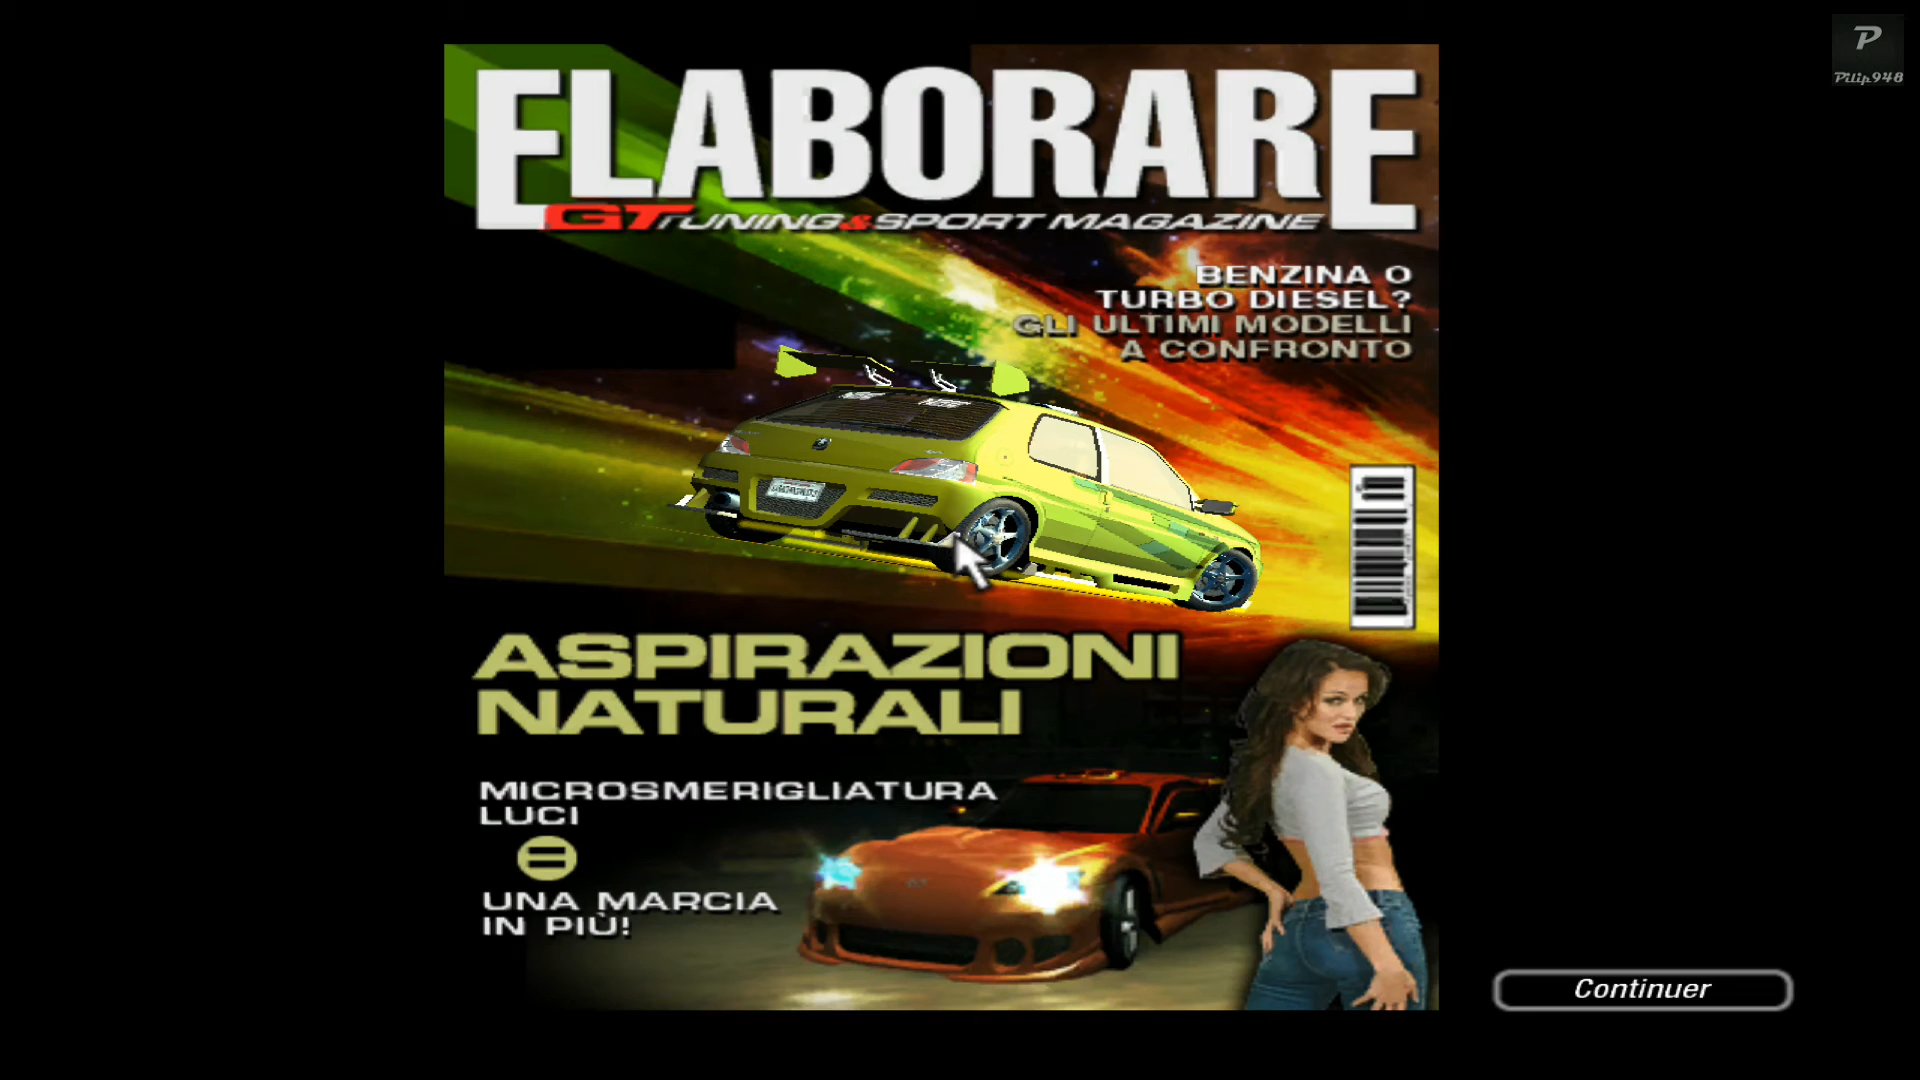 P
Pilip948
ELABORARE
GT TUNING & SPORT MAGAZINE
BENZINA O
TURBO DIESEL?
GLI ULTIMI MODELLI
A CONFRONTO
ASPIRAZIONI
NATURALI
MICROSMERIGLIATURA
LUCI
=
UNA MARCIA
IN PIÙ!
Continuer